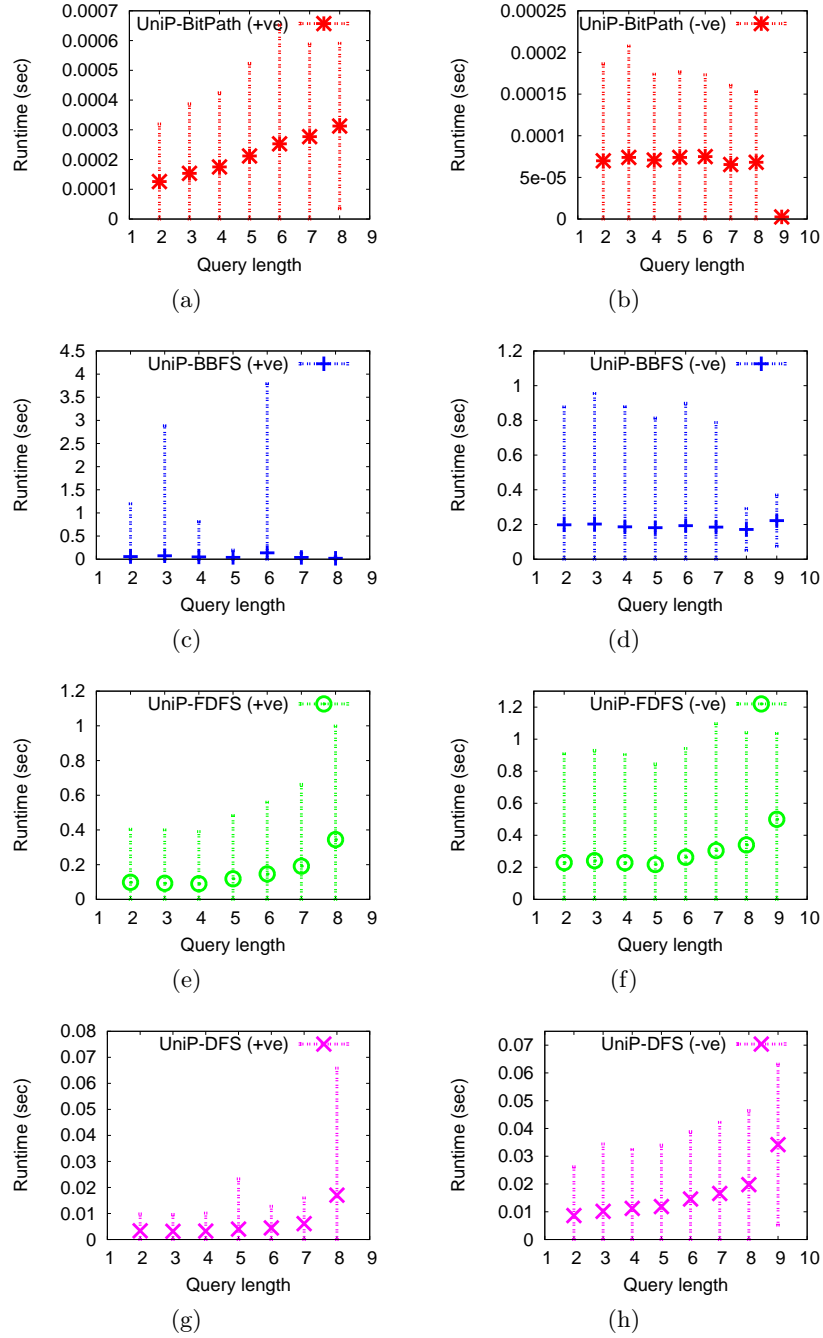 UniP-BitPath (+ve)
0.0007
0.0006
0.0005
0.0004
0.0003
0.0002
0.0001
0
Runtime (sec)
1 2 3 4 5 6 7 8 9
Query length
(a)
UniP-BitPath (-ve)
0.00025
0.0002
0.00015
0.0001
5e-05
0
Runtime (sec)
1 2 3 4 5 6 7 8 9 10
Query length
(b)
UniP-BBFS (+ve)
4.5
4
3.5
3
2.5
2
1.5
1
0.5
0
Runtime (sec)
1 2 3 4 5 6 7 8 9
Query length
(c)
UniP-BBFS (-ve)
1.2
1
0.8
0.6
0.4
0.2
0
Runtime (sec)
1 2 3 4 5 6 7 8 9 10
Query length
(d)
UniP-FDFS (+ve)
1.2
1
0.8
0.6
0.4
0.2
0
Runtime (sec)
1 2 3 4 5 6 7 8 9
Query length
(e)
UniP-FDFS (-ve)
1.2
1
0.8
0.6
0.4
0.2
0
Runtime (sec)
1 2 3 4 5 6 7 8 9 10
Query length
(f)
UniP-DFS (+ve)
0.08
0.07
0.06
0.05
0.04
0.03
0.02
0.01
0
Runtime (sec)
1 2 3 4 5 6 7 8 9
Query length
(g)
UniP-DFS (-ve)
0.07
0.06
0.05
0.04
0.03
0.02
0.01
0
Runtime (sec)
1 2 3 4 5 6 7 8 9 10
Query length
(h)